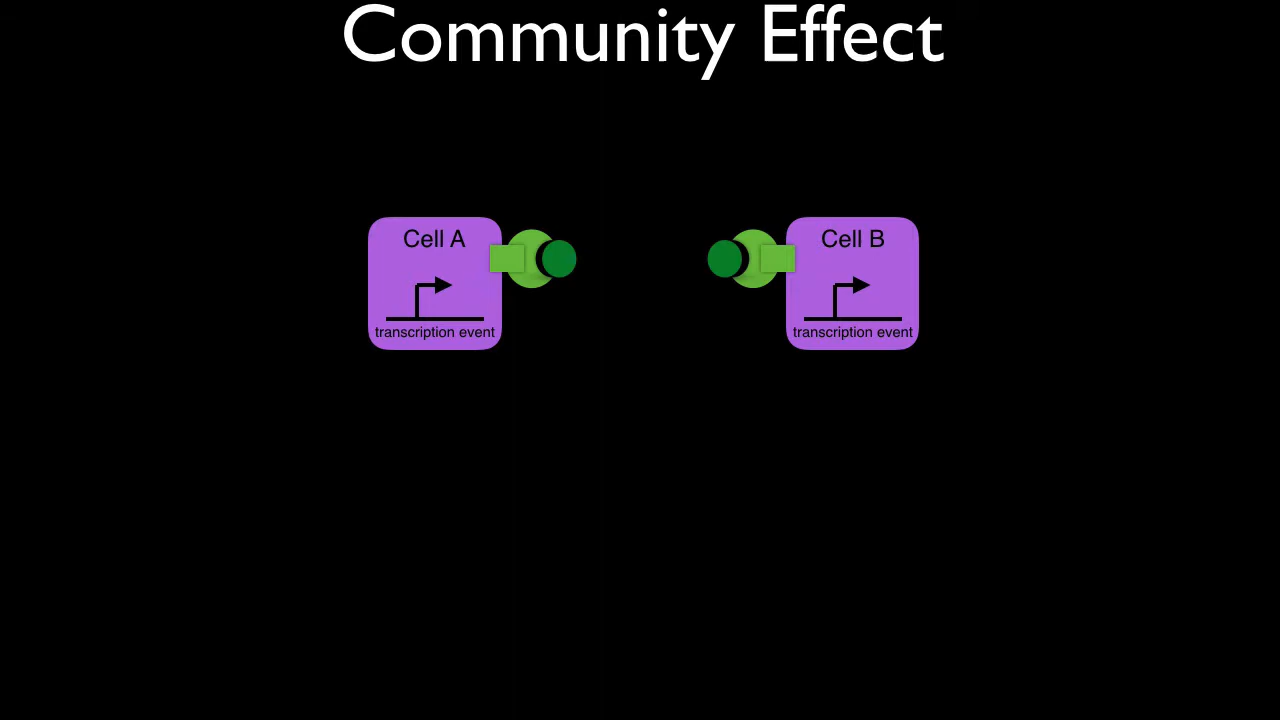 Community Effect
Cell A
Cell B
transcription event
transcription event